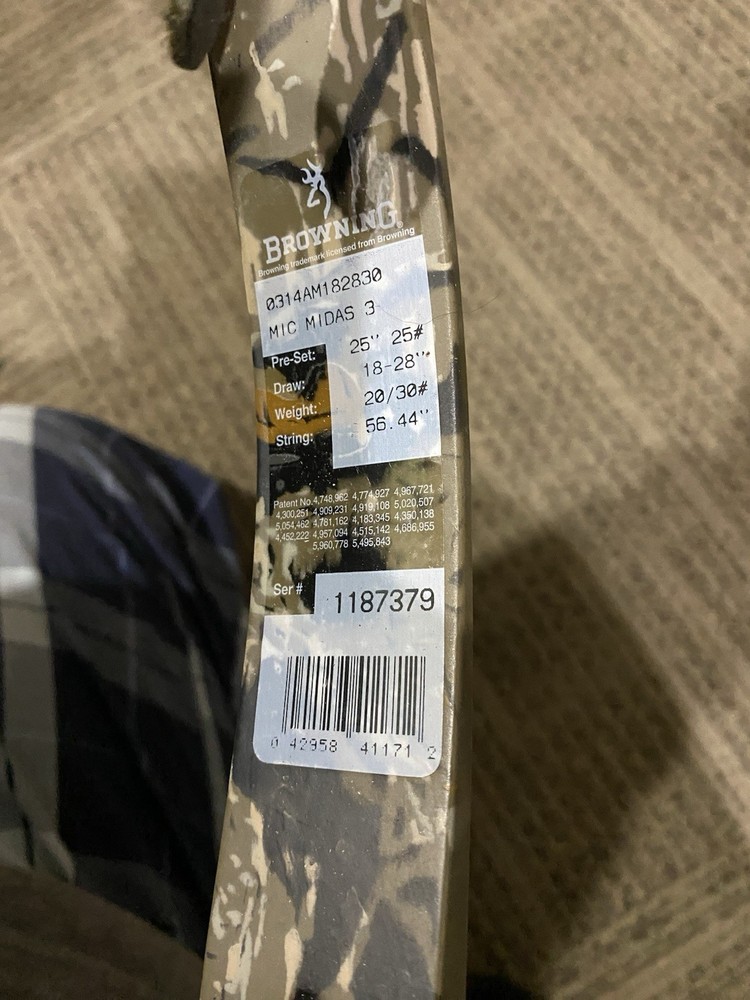 BROWNING®
Browning trademark licensed from Browning
0314AM182830
MIC MIDAS 3
Pre-Set: 25" 25#
Draw: 18-28"
Weight: 20/30#
String: 56.44"
Patent No. 4,748,962 4,774,927 4,967,721
4,300,251 4,909,231 4,919,108 5,020,507
5,054,462 4,781,162 4,183,345 4,350,138
4,452,222 4,957,094 4,515,142 4,686,955
5,960,778 5,495,843
Ser# 1187379
0 42958 41171 2